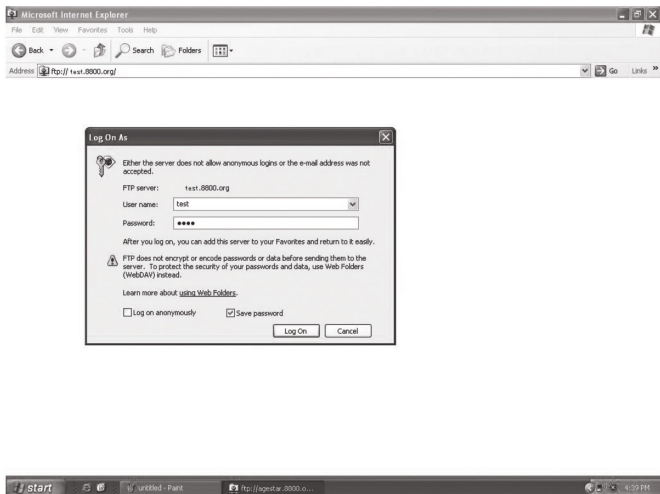 Microsoft Internet Explorer
File Edit View Favorites Tools Help
Back Search Folders
Address ftp://test.8800.org/ Go Links »
Log On As
Either the server does not allow anonymous logins or the e-mail address was not
accepted.
FTP server: test.8800.org
User name: test
Password: ••••
After you log on, you can add this server to your Favorites and return to it easily.
FTP does not encrypt or encode passwords or data before sending them to the
server. To protect the security of your passwords and data, use Web Folders
(WebDAV) instead.
Learn more about using Web Folders.
Log on anonymously Save password
Log On Cancel
start untitled - Paint ftp://agestar.8800.o... 4:39 PM